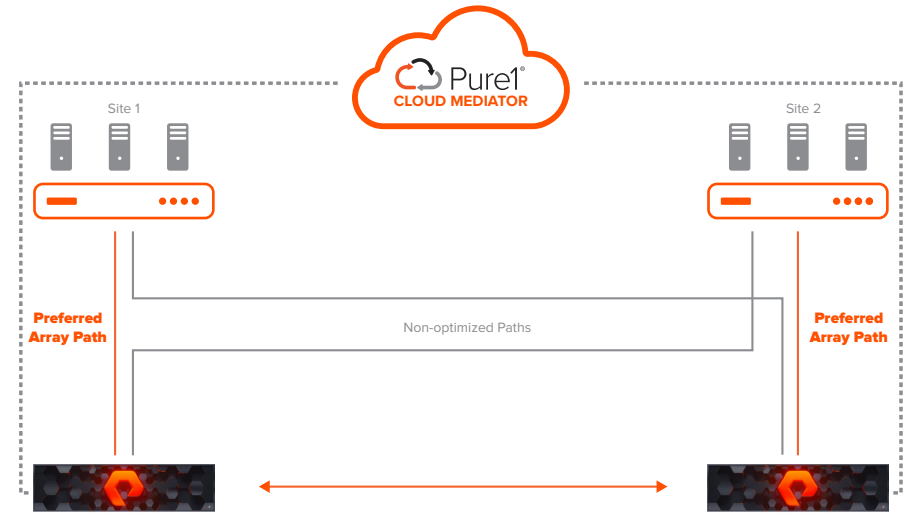 Pure1®
CLOUD MEDIATOR
Site 1
Site 2
Preferred
Array Path
Non-optimized Paths
Preferred
Array Path